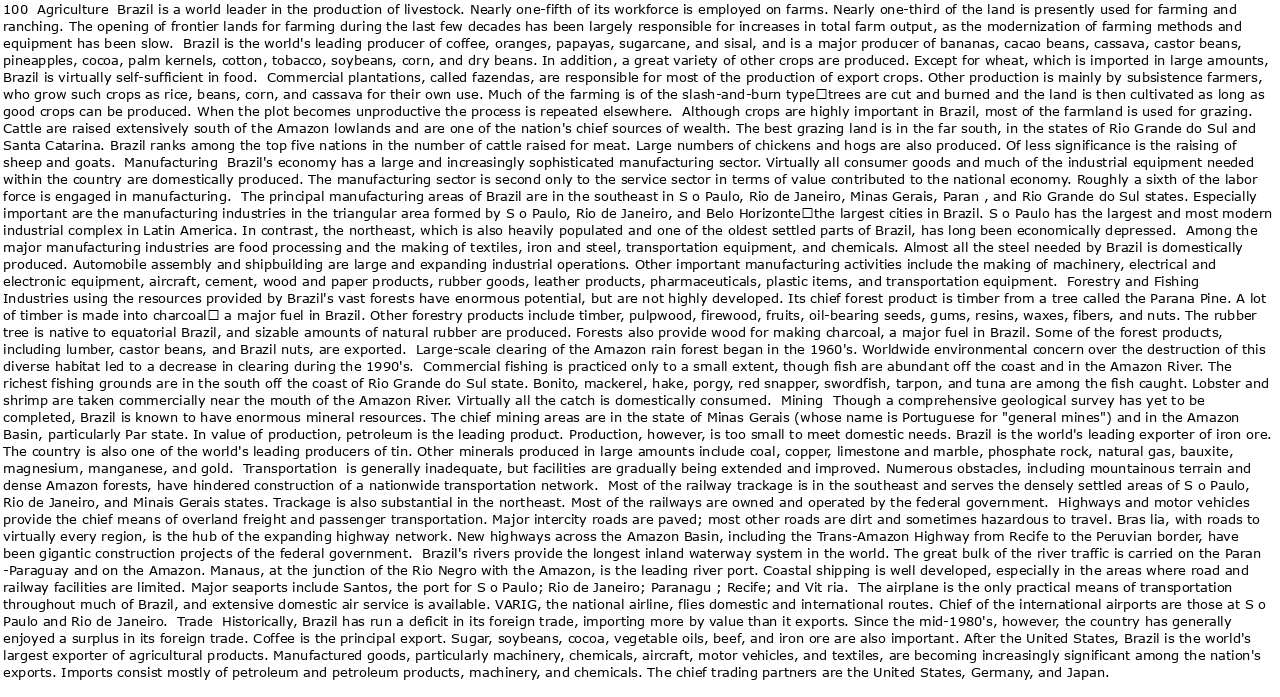 100  Agriculture  Brazil is a world leader in the production of livestock. Nearly one-fifth of its workforce is employed on farms. Nearly one-third of the land is presently used for farming and
ranching. The opening of frontier lands for farming during the last few decades has been largely responsible for increases in total farm output, as the modernization of farming methods and
equipment has been slow.  Brazil is the world's leading producer of coffee, oranges, papayas, sugarcane, and sisal, and is a major producer of bananas, cacao beans, cassava, castor beans,
pineapples, cocoa, palm kernels, cotton, tobacco, soybeans, corn, and dry beans. In addition, a great variety of other crops are produced. Except for wheat, which is imported in large amounts,
Brazil is virtually self-sufficient in food.  Commercial plantations, called fazendas, are responsible for most of the production of export crops. Other production is mainly by subsistence farmers,
who grow such crops as rice, beans, corn, and cassava for their own use. Much of the farming is of the slash-and-burn type□trees are cut and burned and the land is then cultivated as long as
good crops can be produced. When the plot becomes unproductive the process is repeated elsewhere.  Although crops are highly important in Brazil, most of the farmland is used for grazing.
Cattle are raised extensively south of the Amazon lowlands and are one of the nation's chief sources of wealth. The best grazing land is in the far south, in the states of Rio Grande do Sul and
Santa Catarina. Brazil ranks among the top five nations in the number of cattle raised for meat. Large numbers of chickens and hogs are also produced. Of less significance is the raising of
sheep and goats.  Manufacturing  Brazil's economy has a large and increasingly sophisticated manufacturing sector. Virtually all consumer goods and much of the industrial equipment needed
within the country are domestically produced. The manufacturing sector is second only to the service sector in terms of value contributed to the national economy. Roughly a sixth of the labor
force is engaged in manufacturing.  The principal manufacturing areas of Brazil are in the southeast in S o Paulo, Rio de Janeiro, Minas Gerais, Paran , and Rio Grande do Sul states. Especially
important are the manufacturing industries in the triangular area formed by S o Paulo, Rio de Janeiro, and Belo Horizonte□the largest cities in Brazil. S o Paulo has the largest and most modern
industrial complex in Latin America. In contrast, the northeast, which is also heavily populated and one of the oldest settled parts of Brazil, has long been economically depressed.  Among the
major manufacturing industries are food processing and the making of textiles, iron and steel, transportation equipment, and chemicals. Almost all the steel needed by Brazil is domestically
produced. Automobile assembly and shipbuilding are large and expanding industrial operations. Other important manufacturing activities include the making of machinery, electrical and
electronic equipment, aircraft, cement, wood and paper products, rubber goods, leather products, pharmaceuticals, plastic items, and transportation equipment.  Forestry and Fishing
Industries using the resources provided by Brazil's vast forests have enormous potential, but are not highly developed. Its chief forest product is timber from a tree called the Parana Pine. A lot
of timber is made into charcoal□ a major fuel in Brazil. Other forestry products include timber, pulpwood, firewood, fruits, oil-bearing seeds, gums, resins, waxes, fibers, and nuts. The rubber
tree is native to equatorial Brazil, and sizable amounts of natural rubber are produced. Forests also provide wood for making charcoal, a major fuel in Brazil. Some of the forest products,
including lumber, castor beans, and Brazil nuts, are exported.  Large-scale clearing of the Amazon rain forest began in the 1960's. Worldwide environmental concern over the destruction of this
diverse habitat led to a decrease in clearing during the 1990's.  Commercial fishing is practiced only to a small extent, though fish are abundant off the coast and in the Amazon River. The
richest fishing grounds are in the south off the coast of Rio Grande do Sul state. Bonito, mackerel, hake, porgy, red snapper, swordfish, tarpon, and tuna are among the fish caught. Lobster and
shrimp are taken commercially near the mouth of the Amazon River. Virtually all the catch is domestically consumed.  Mining  Though a comprehensive geological survey has yet to be
completed, Brazil is known to have enormous mineral resources. The chief mining areas are in the state of Minas Gerais (whose name is Portuguese for "general mines") and in the Amazon
Basin, particularly Par state. In value of production, petroleum is the leading product. Production, however, is too small to meet domestic needs. Brazil is the world's leading exporter of iron ore.
The country is also one of the world's leading producers of tin. Other minerals produced in large amounts include coal, copper, limestone and marble, phosphate rock, natural gas, bauxite,
magnesium, manganese, and gold.  Transportation  is generally inadequate, but facilities are gradually being extended and improved. Numerous obstacles, including mountainous terrain and
dense Amazon forests, have hindered construction of a nationwide transportation network.  Most of the railway trackage is in the southeast and serves the densely settled areas of S o Paulo,
Rio de Janeiro, and Minais Gerais states. Trackage is also substantial in the northeast. Most of the railways are owned and operated by the federal government.  Highways and motor vehicles
provide the chief means of overland freight and passenger transportation. Major intercity roads are paved; most other roads are dirt and sometimes hazardous to travel. Bras lia, with roads to
virtually every region, is the hub of the expanding highway network. New highways across the Amazon Basin, including the Trans-Amazon Highway from Recife to the Peruvian border, have
been gigantic construction projects of the federal government.  Brazil's rivers provide the longest inland waterway system in the world. The great bulk of the river traffic is carried on the Paran
-Paraguay and on the Amazon. Manaus, at the junction of the Rio Negro with the Amazon, is the leading river port. Coastal shipping is well developed, especially in the areas where road and
railway facilities are limited. Major seaports include Santos, the port for S o Paulo; Rio de Janeiro; Paranagu ; Recife; and Vit ria.  The airplane is the only practical means of transportation
throughout much of Brazil, and extensive domestic air service is available. VARIG, the national airline, flies domestic and international routes. Chief of the international airports are those at S o
Paulo and Rio de Janeiro.  Trade  Historically, Brazil has run a deficit in its foreign trade, importing more by value than it exports. Since the mid-1980's, however, the country has generally
enjoyed a surplus in its foreign trade. Coffee is the principal export. Sugar, soybeans, cocoa, vegetable oils, beef, and iron ore are also important. After the United States, Brazil is the world's
largest exporter of agricultural products. Manufactured goods, particularly machinery, chemicals, aircraft, motor vehicles, and textiles, are becoming increasingly significant among the nation's
exports. Imports consist mostly of petroleum and petroleum products, machinery, and chemicals. The chief trading partners are the United States, Germany, and Japan.